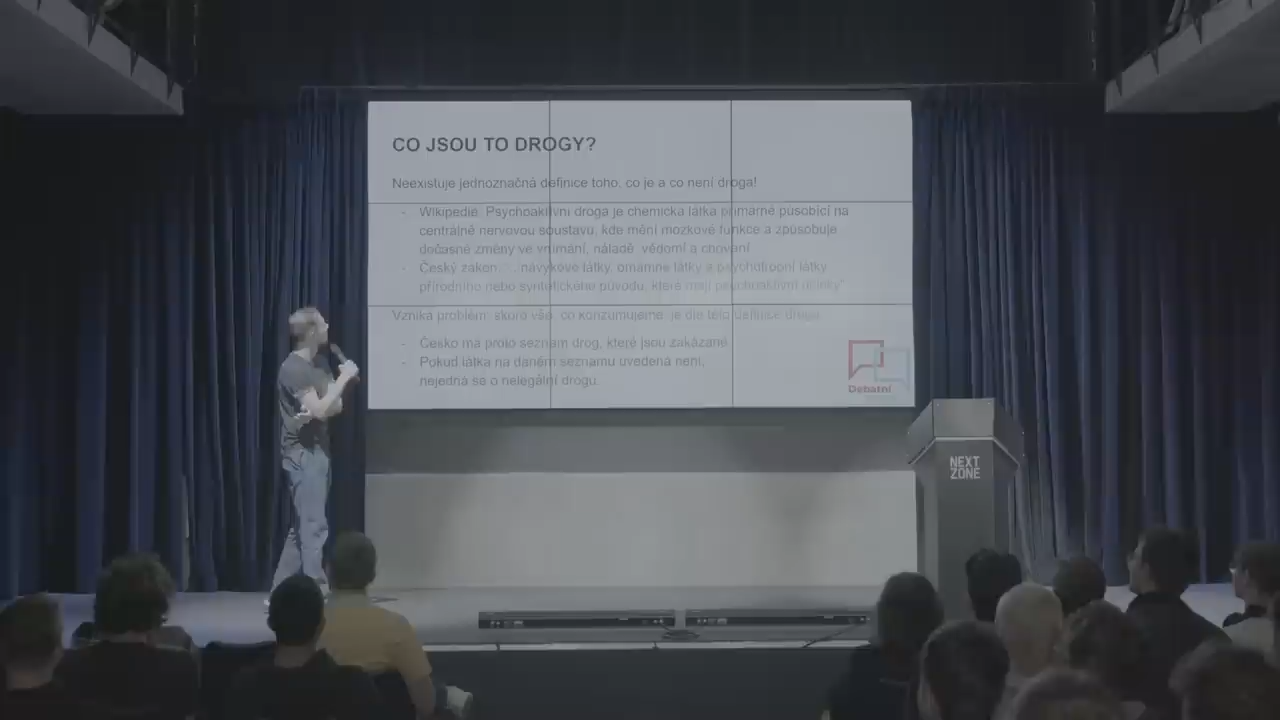 CO JSOU TO DROGY?
Neexistuje jednoznačná definice toho, co je a co není droga!
- Wikipedie: Psychoaktivní droga je chemická látka primárně působící na
centrálně nervovou soustavu, kde mění mozkové funkce a způsobuje
dočasné změny ve vnímání, náladě, vědomí a chování
- Český zákon: "...návykové látky, omamné látky a psychotropní látky
přírodního nebo syntetického původu, které mají psychoaktivní účinky"
Vzniká problém: skoro vše, co konzumujeme, je dle této definice droga
- Česko má proto seznam drog, které jsou zakázané
- Pokud látka na daném seznamu uvedená není,
nejedná se o nelegální drogu.
Debatní
NEXT
ZONE